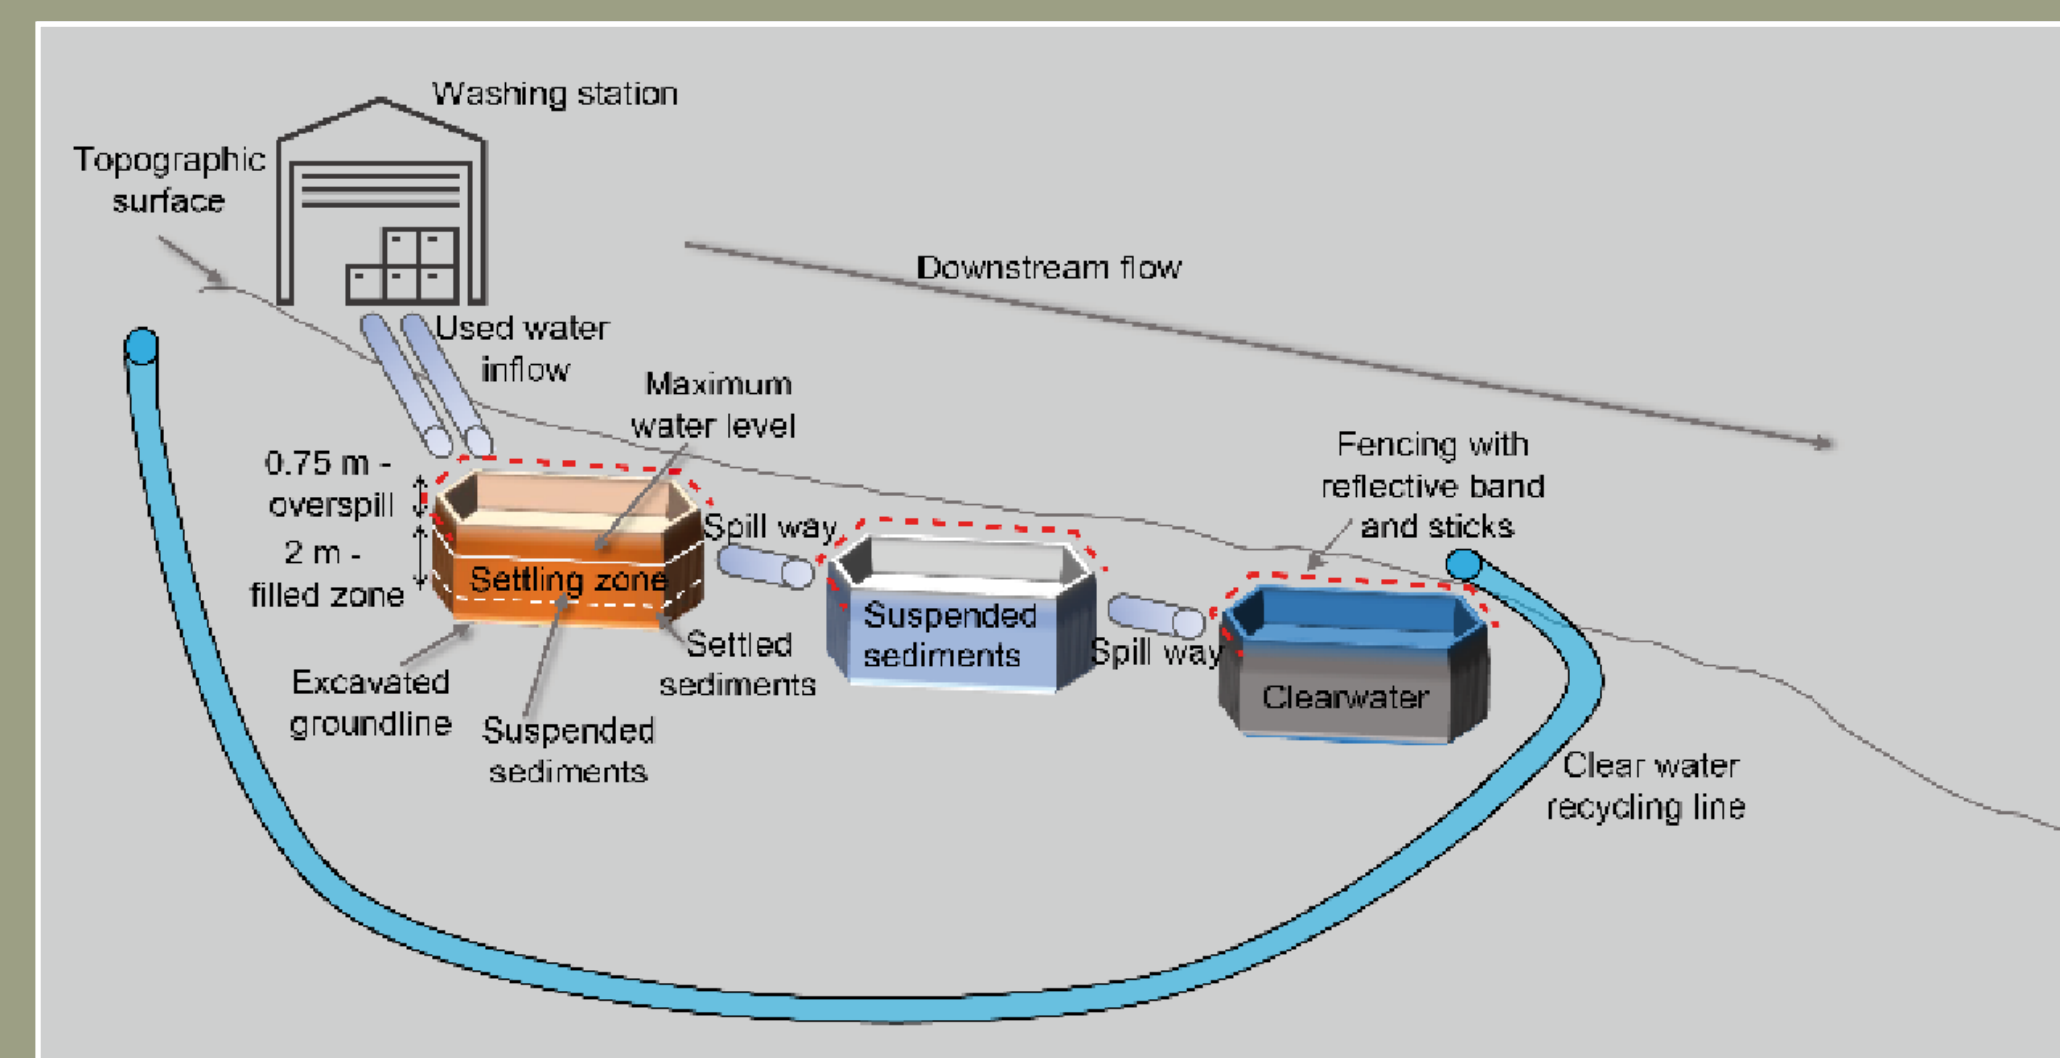 Washing station
Topographic
surface
Downstream flow
Used water
inflow
Maximum
water level
Fencing with
reflective band
and sticks
0.75 m -
overspill
2 m -
filled zone
Spill way
Settling zone
Suspended
sediments
Spill way
Clearwater
Settled
sediments
Excavated
groundline
Suspended
sediments
Clear water
recycling line